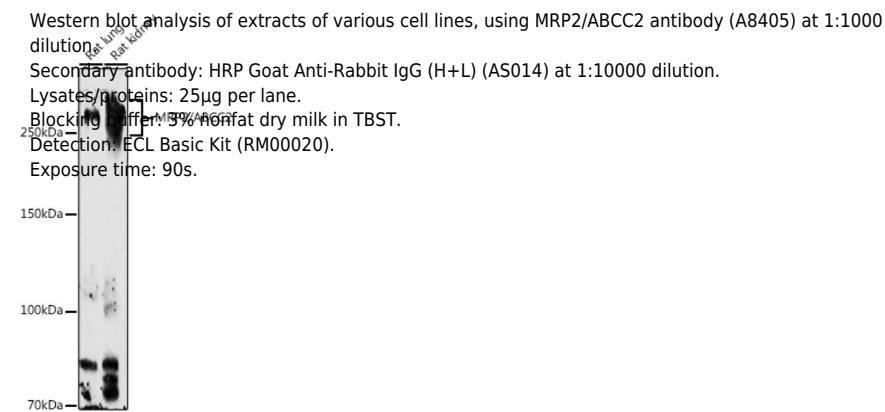 Western blot analysis of extracts of various cell lines, using MRP2/ABCC2 antibody (A8405) at 1:1000
dilution.
Secondary antibody: HRP Goat Anti-Rabbit IgG (H+L) (AS014) at 1:10000 dilution.
Lysates/proteins: 25μg per lane.
Blocking buffer: 3% nonfat dry milk in TBST.
Detection: ECL Basic Kit (RM00020).
Exposure time: 90s.
Rat lung
Rat kidney
MRP2/ABCC2
250kDa
150kDa
100kDa
70kDa